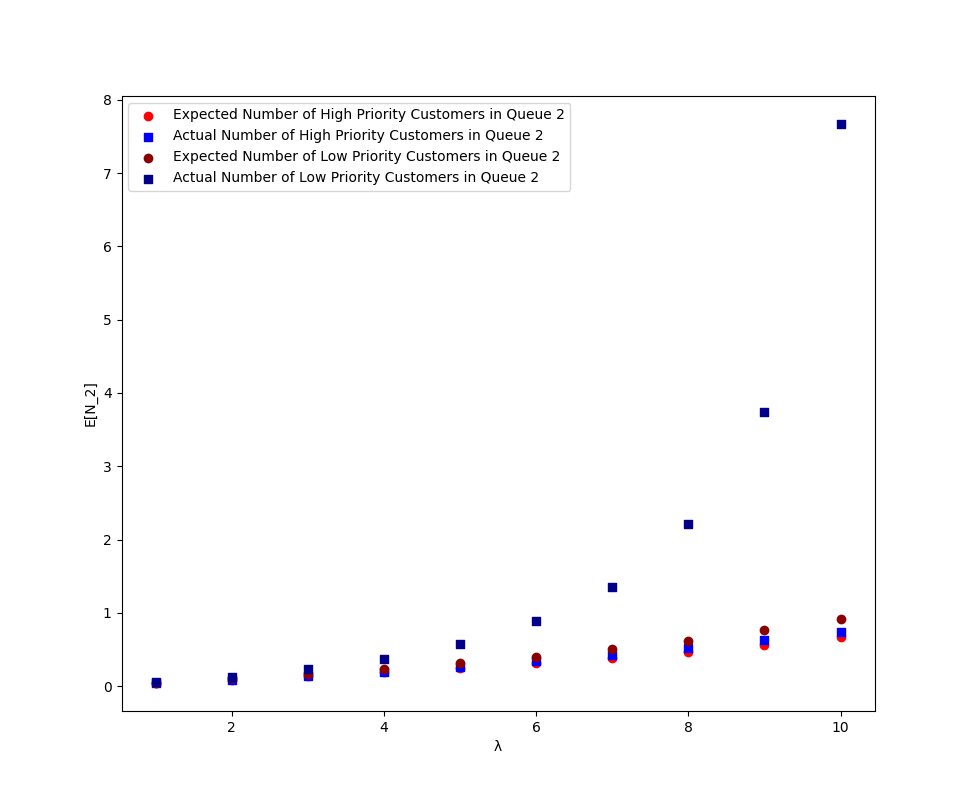 Expected Number of High Priority Customers in Queue 2
Actual Number of High Priority Customers in Queue 2
Expected Number of Low Priority Customers in Queue 2
Actual Number of Low Priority Customers in Queue 2
8
7
6
5
4
3
2
1
0
E[N_2]
2 4 6 8 10
λ